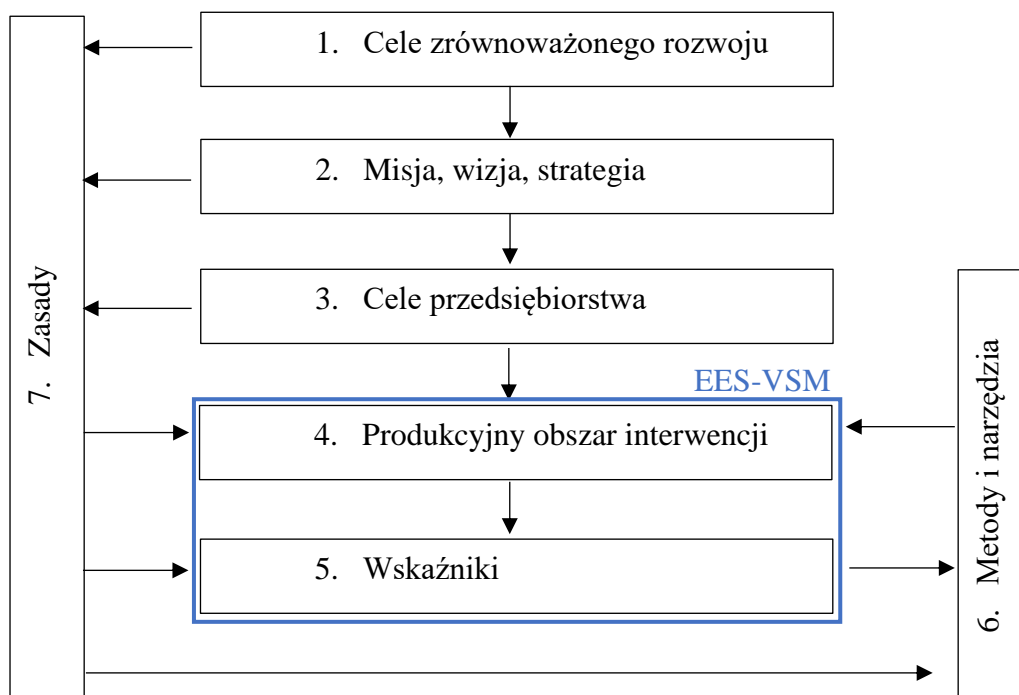 1. Cele zrównoważonego rozwoju
2. Misja, wizja, strategia
3. Cele przedsiębiorstwa
EES-VSM
4. Produkcyjny obszar interwencji
5. Wskaźniki
6. Metody i narzędzia
7. Zasady